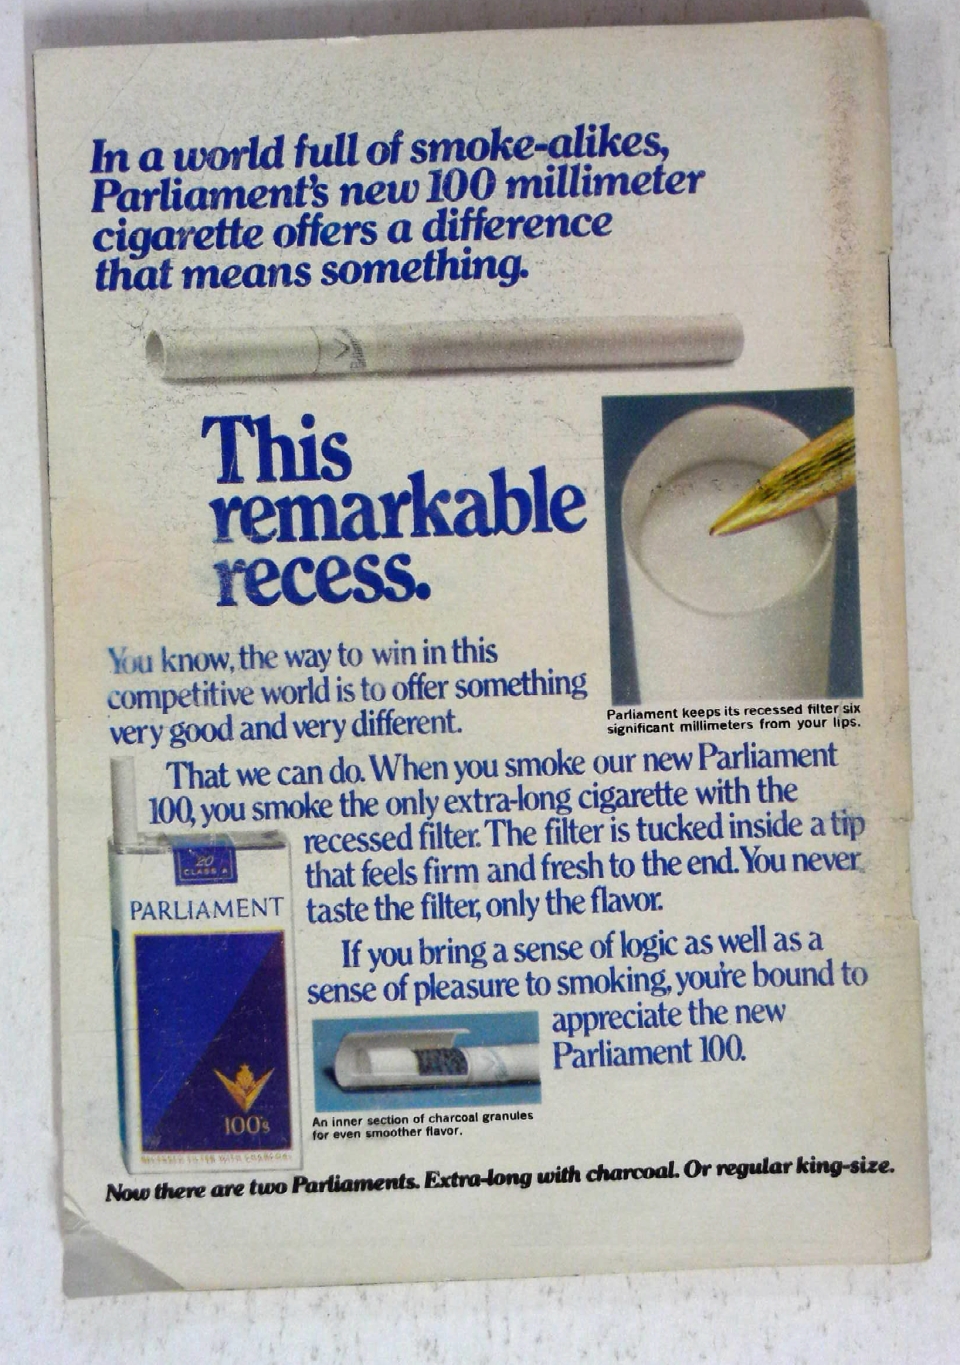 In a world full of smoke-alikes,
Parliament's new 100 millimeter
cigarette offers a difference
that means something.
This
remarkable
recess.
Parliament keeps its recessed filter six
significant millimeters from your lips.
You know, the way to win in this
competitive world is to offer something
very good and very different.
That we can do. When you smoke our new Parliament
100, you smoke the only extra-long cigarette with the
recessed filter. The filter is tucked inside a tip
that feels firm and fresh to the end. You never
taste the filter, only the flavor.
20
CLASS A
PARLIAMENT
100's
RECESSED FILTER WITH CHARCOAL
If you bring a sense of logic as well as a
sense of pleasure to smoking, you're bound to
appreciate the new
Parliament 100.
An inner section of charcoal granules
for even smoother flavor.
Now there are two Parliaments. Extra-long with charcoal. Or regular king-size.